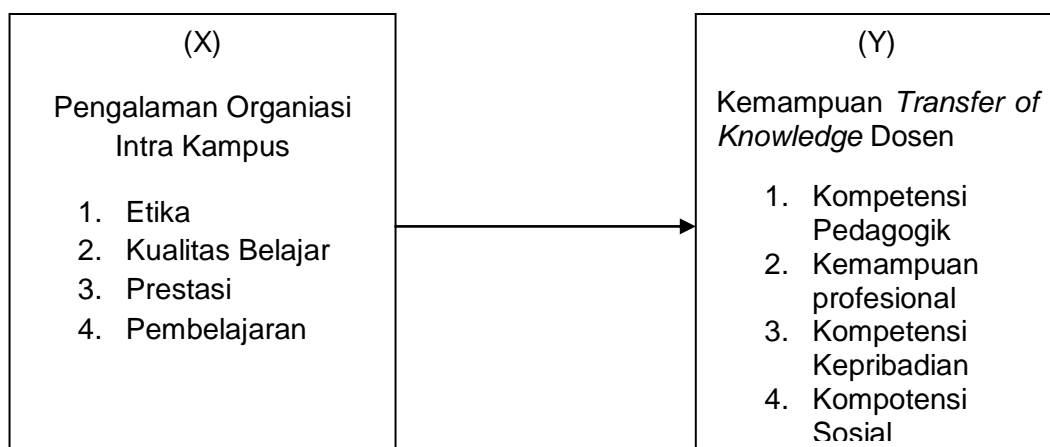 (X)
Pengalaman Organiasi
Intra Kampus
1. Etika
2. Kualitas Belajar
3. Prestasi
4. Pembelajaran
(Y)
Kemampuan Transfer of
Knowledge Dosen
1. Kompetensi
Pedagogik
2. Kemampuan
profesional
3. Kompetensi
Kepribadian
4. Kompotensi
Sosial